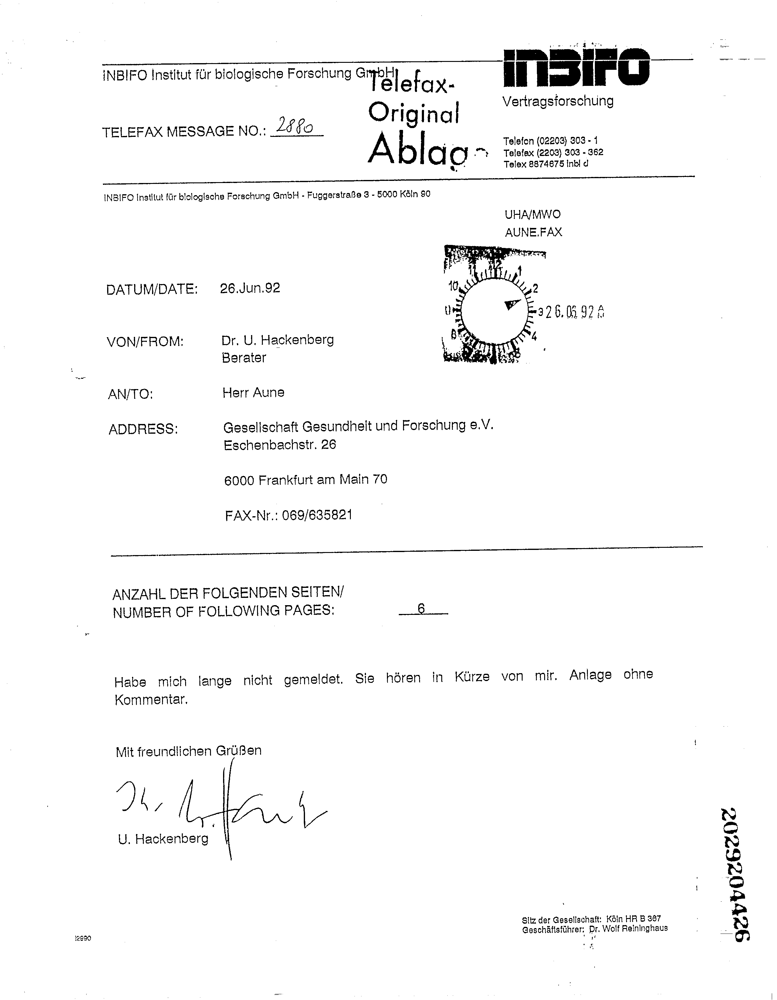 INBIFO Institut für biologische Forschung GmbH
Telefax-
Original
INBIFO
Vertragsforschung
TELEFAX MESSAGE NO.: 2880
Telefon (02203) 303 - 1
Telefax (2203) 303 - 362
Telex 8874675 inbi d
INBIFO Institut für biologische Forschung GmbH - Fuggerstraße 3 - 5000 Köln 90
UHA/MWO
AUNE.FAX
DATUM/DATE: 26.Jun.92
12
1
2
3
4
10
26.06.92
VON/FROM: Dr. U. Hackenberg
Berater
AN/TO: Herr Aune
ADDRESS: Gesellschaft Gesundheit und Forschung e.V.
Eschenbachstr. 26
6000 Frankfurt am Main 70
FAX-Nr.: 069/635821
ANZAHL DER FOLGENDEN SEITEN/
NUMBER OF FOLLOWING PAGES: 6
Habe mich lange nicht gemeldet. Sie hören in Kürze von mir. Anlage ohne
Kommentar.
Mit freundlichen Grüßen
U. Hackenberg
Sitz der Gesellschaft: Köln HR B 367
Geschäftsführer: Dr. Wolf Reininghaus
2029204426